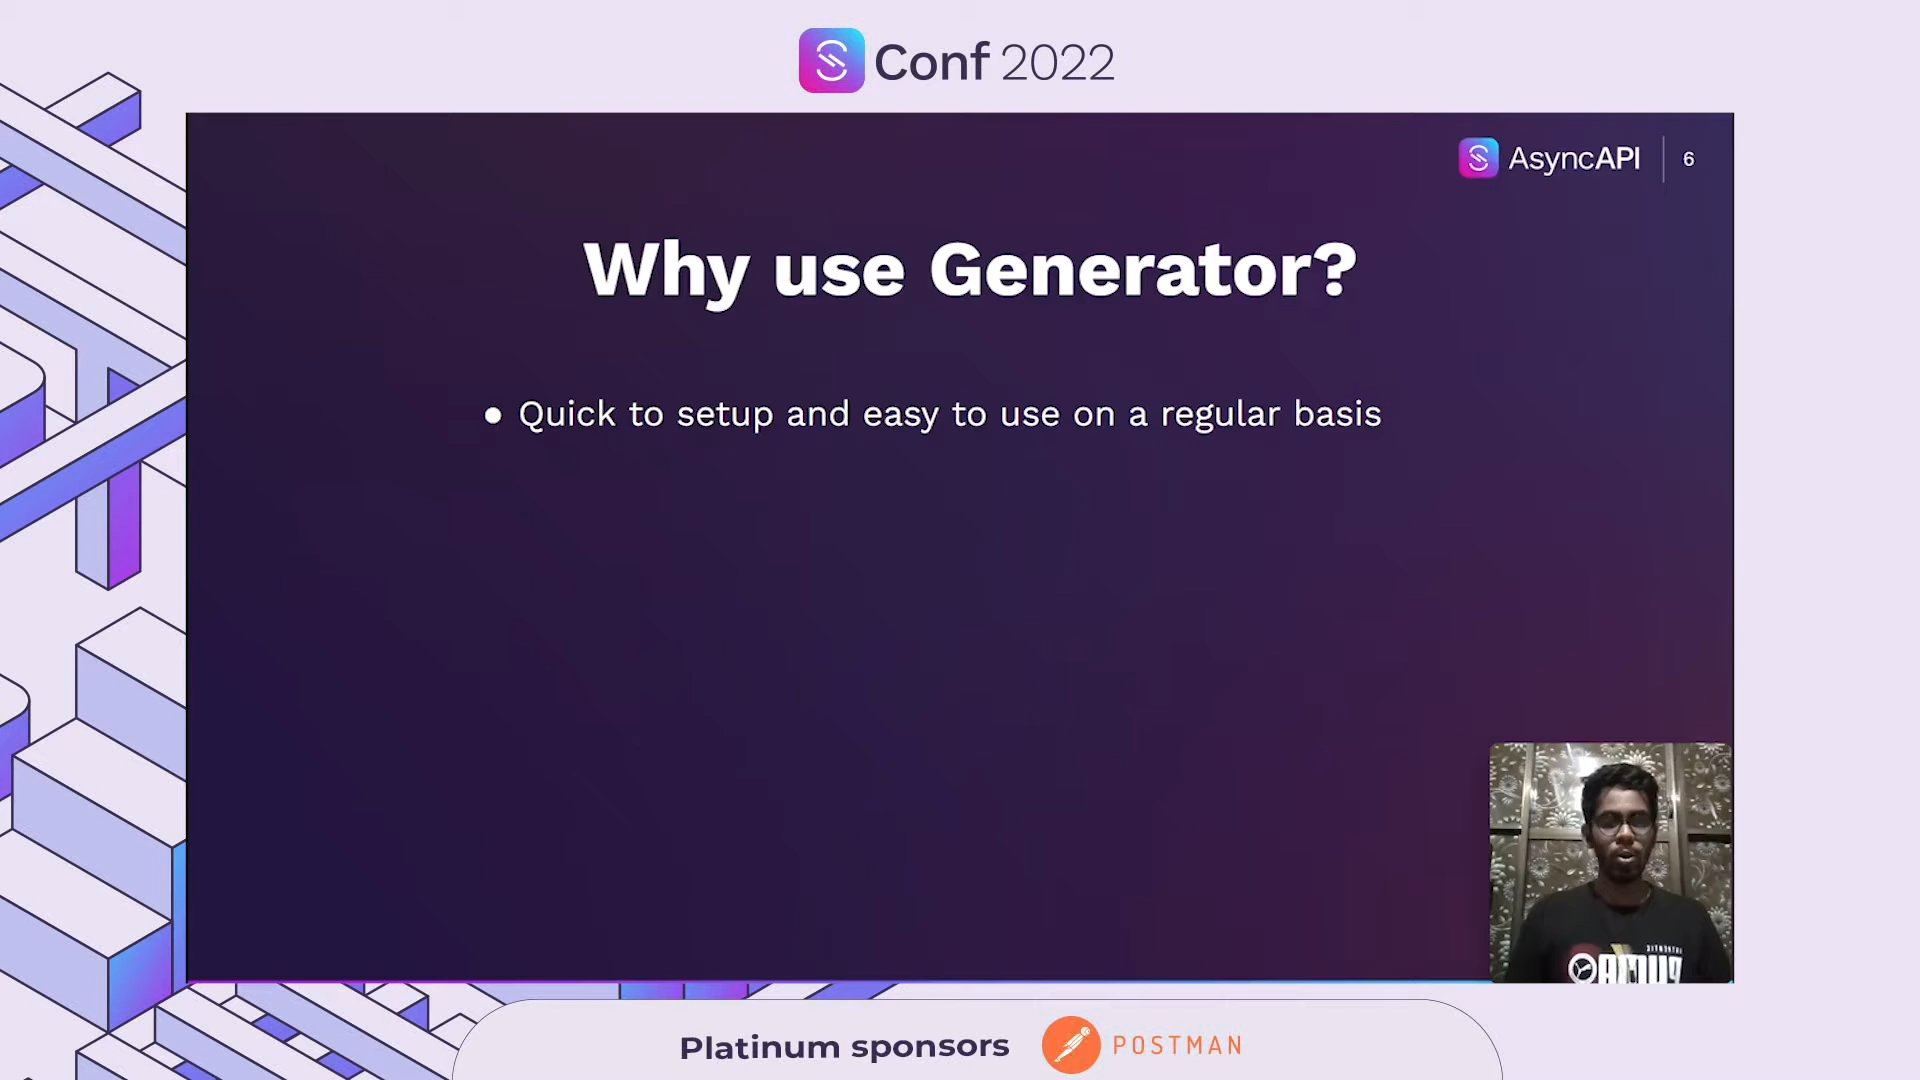 Conf 2022
AsyncAPI 6
Why use Generator?
• Quick to setup and easy to use on a regular basis
Platinum sponsors POSTMAN